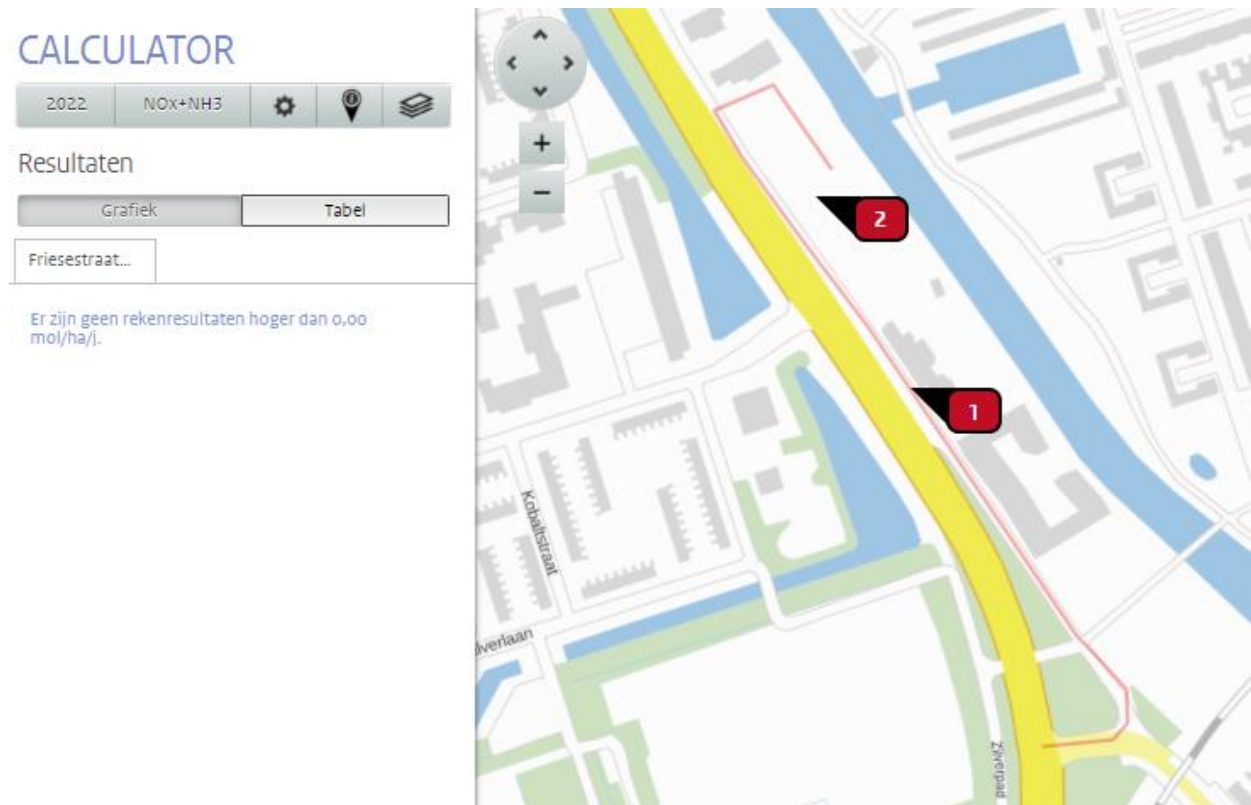 CALCULATOR
2022 NOx+NH3
Resultaten
Grafiek Tabel
Friesestraat...
Er zijn geen rekenresultaten hoger dan 0,00
mol/ha/j.
+
−
2
1
Kobaltstraat
lverlaan
Zilverpad